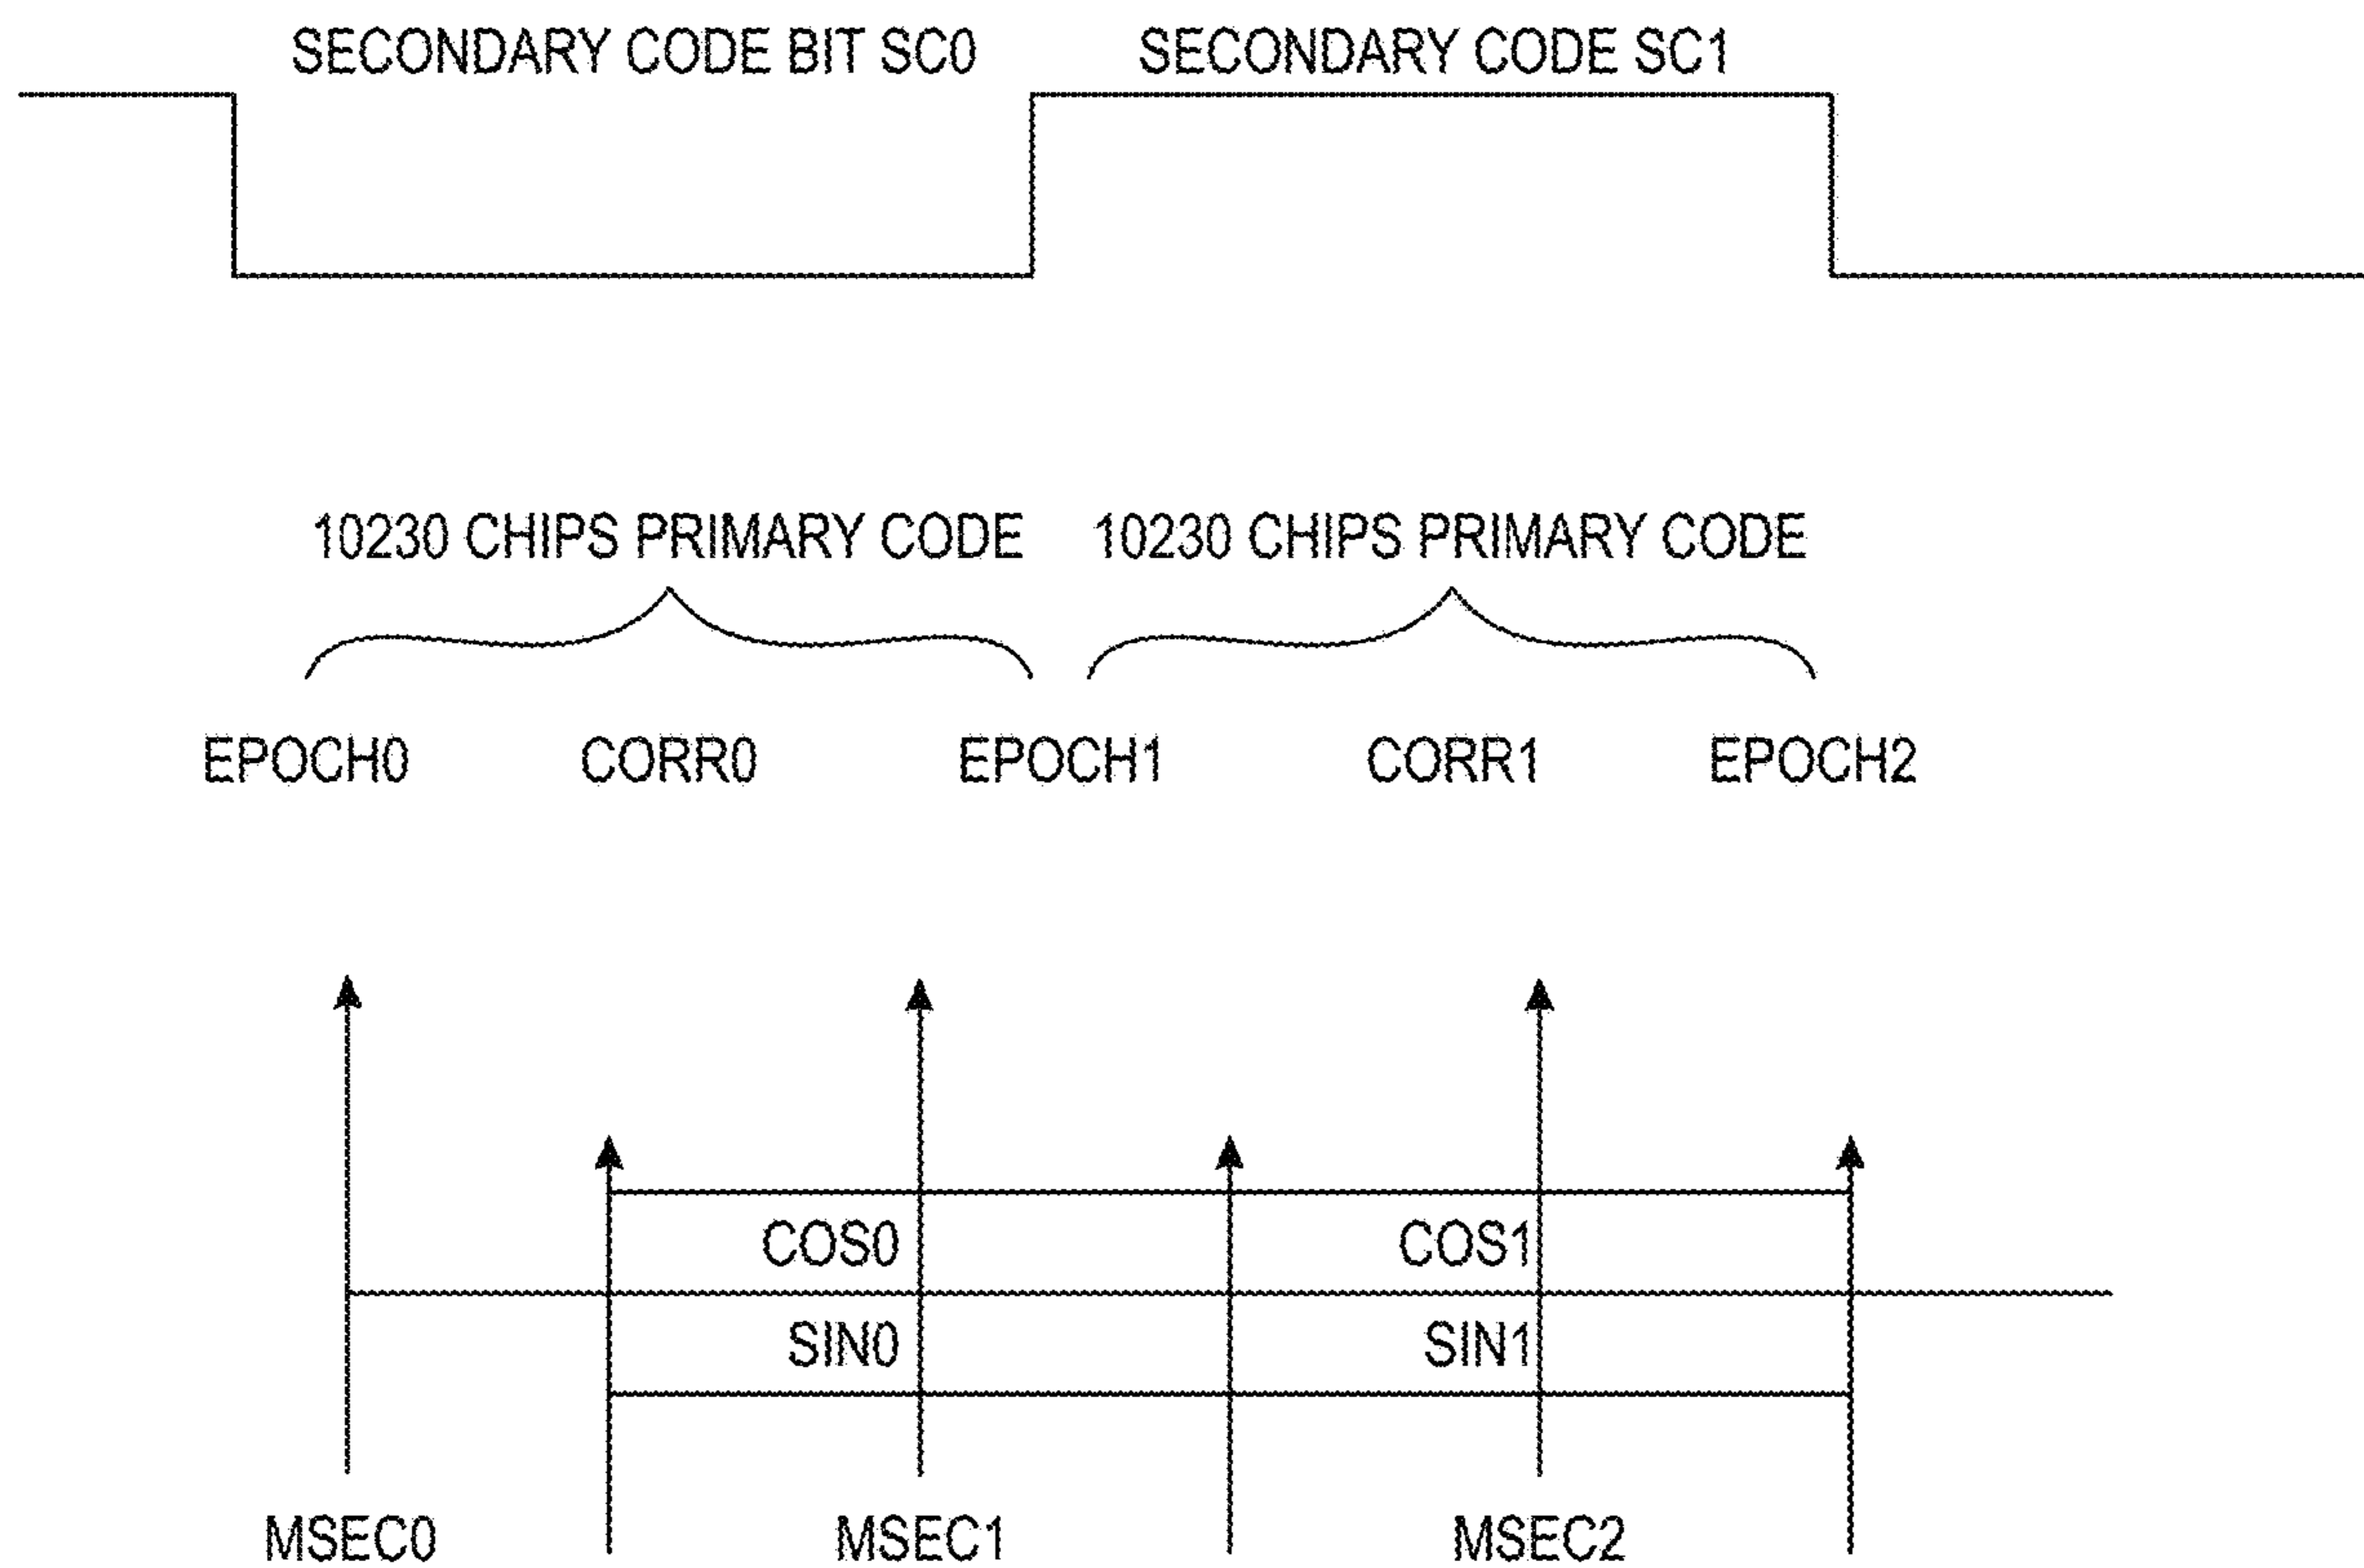 SECONDARY CODE BIT SC0 SECONDARY CODE SC1
10230 CHIPS PRIMARY CODE 10230 CHIPS PRIMARY CODE
EPOCH0 CORR0 EPOCH1 CORR1 EPOCH2
COS0 COS1
SIN0 SIN1
MSEC0 MSEC1 MSEC2